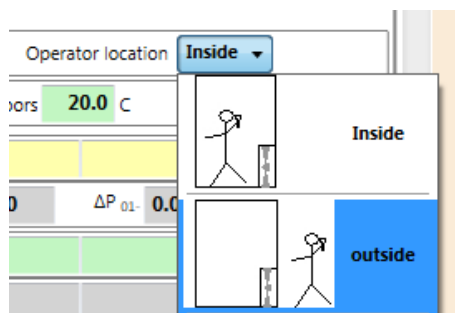 Operator location Inside
oors 20.0 C
Inside
0 ΔP 01- 0.0
outside